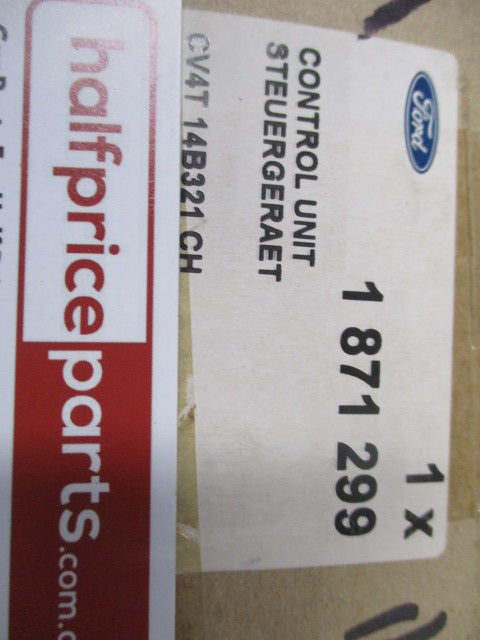 Ford
1 x
1 871 299
CONTROL UNIT
STEUERGERAET
CV4T 14B321 CH
halfpriceparts.com.